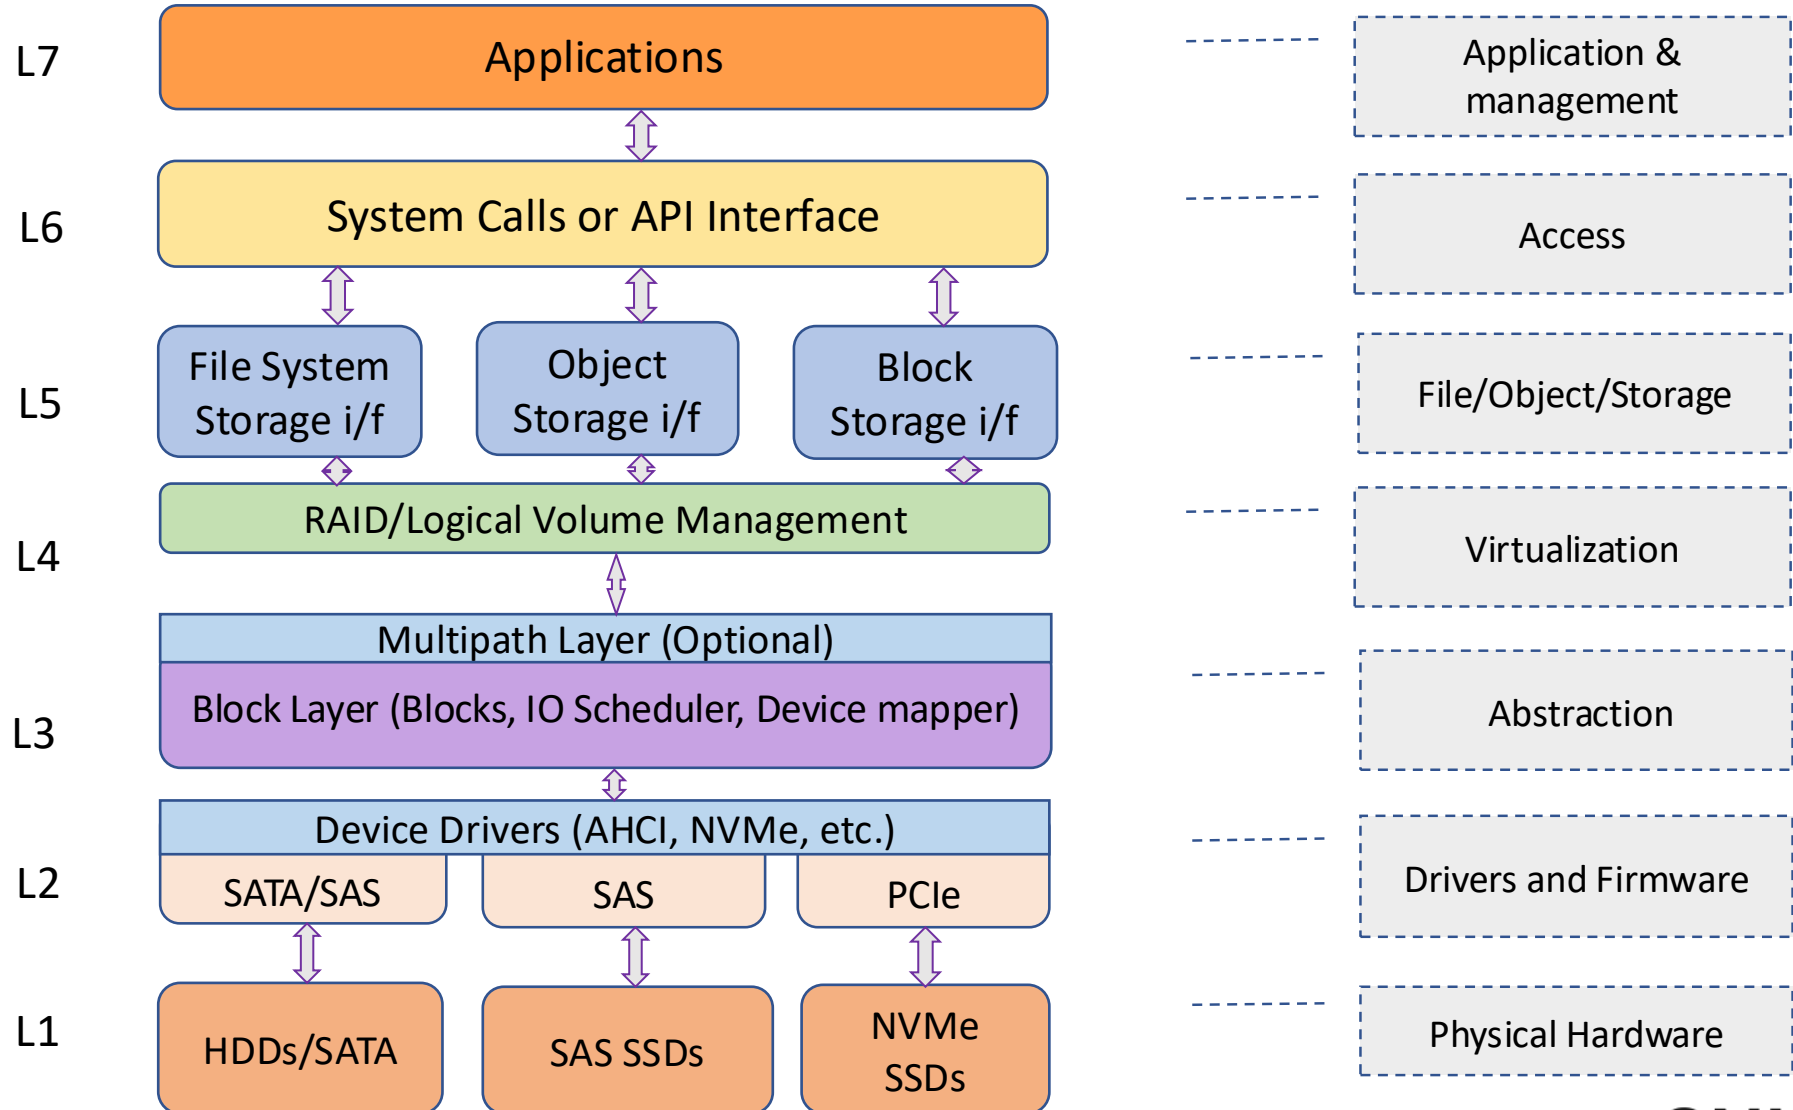 L7
Applications
Application &
management
L6
System Calls or API Interface
Access
L5
File System
Storage i/f
Object
Storage i/f
Block
Storage i/f
File/Object/Storage
L4
RAID/Logical Volume Management
Virtualization
Multipath Layer (Optional)
L3
Block Layer (Blocks, IO Scheduler, Device mapper)
Abstraction
Device Drivers (AHCI, NVMe, etc.)
L2
SATA/SAS
SAS
PCIe
Drivers and Firmware
L1
HDDs/SATA
SAS SSDs
NVMe
SSDs
Physical Hardware